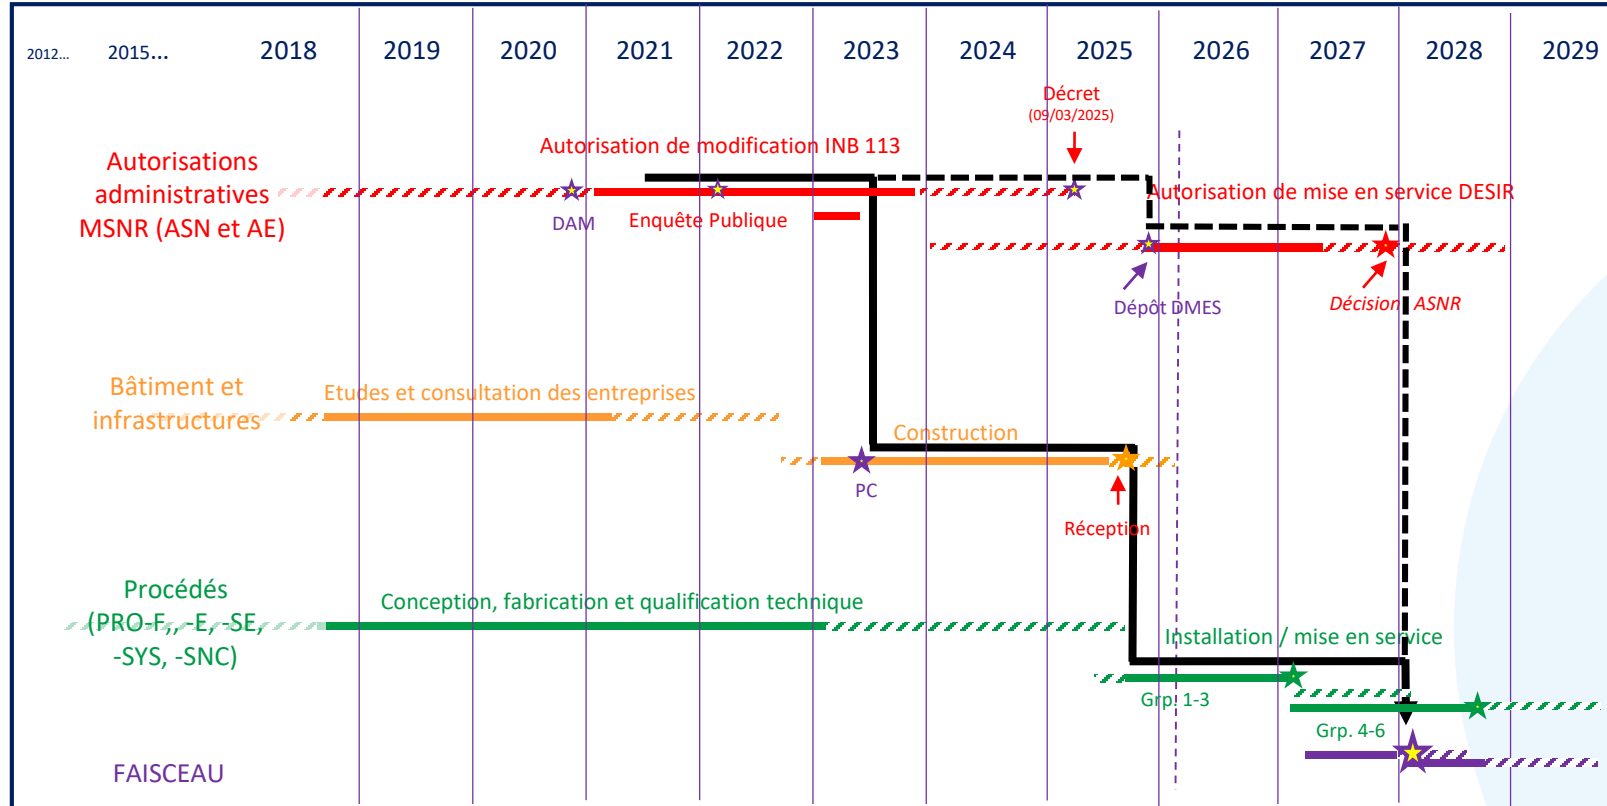 2012...
2015...
2018
2019
2020
2021
2022
2023
2024
2025
2026
2027
2028
2029
Décret
(09/03/2025)
Autorisation de modification INB 113
Autorisations
administratives
MSNR (ASN et AE)
DAM
Enquête Publique
Autorisation de mise en service DESIR
Dépôt DMES
Décision ASNR
Bâtiment et
infrastructures
Etudes et consultation des entreprises
Construction
PC
Réception
Procédés
(PRO-F,, -E, -SE,
-SYS, -SNC)
Conception, fabrication et qualification technique
Installation / mise en service
Grp. 1-3
Grp. 4-6
FAISCEAU